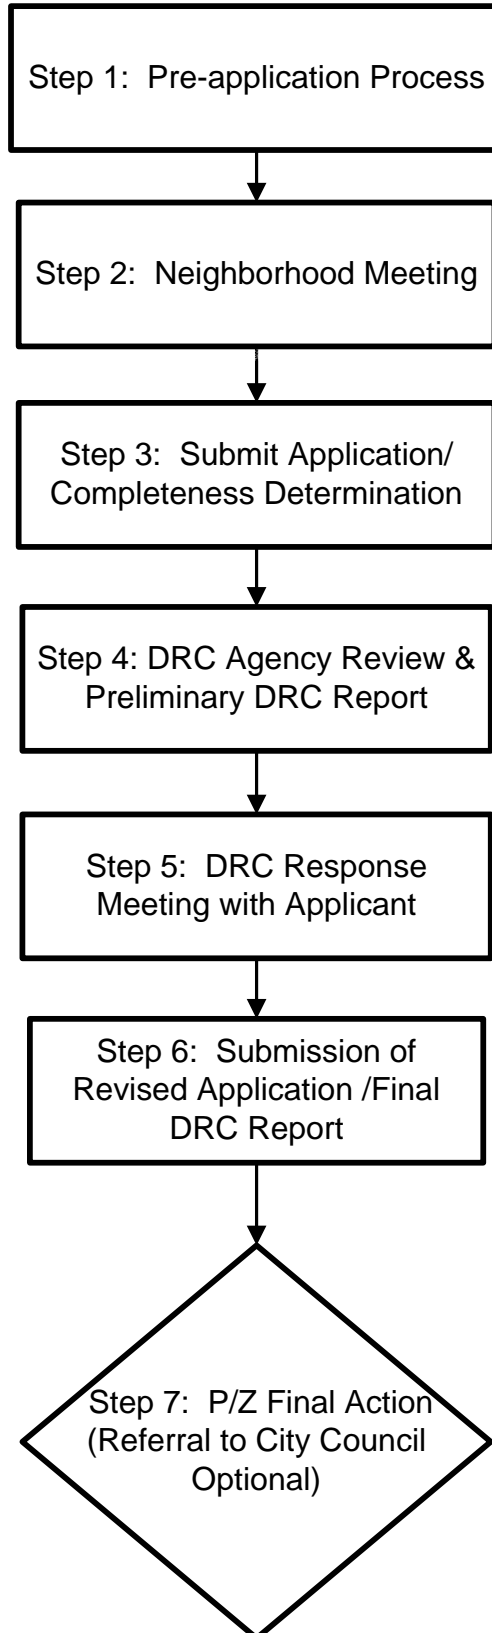 Step 1:  Pre-application Process
Step 2:  Neighborhood Meeting
Step 3:  Submit Application/
Completeness Determination
Step 4: DRC Agency Review &
Preliminary DRC Report
Step 5:  DRC Response
Meeting with Applicant
Step 6:  Submission of
Revised Application /Final
DRC Report
Step 7:  P/Z Final Action
(Referral to City Council
Optional)